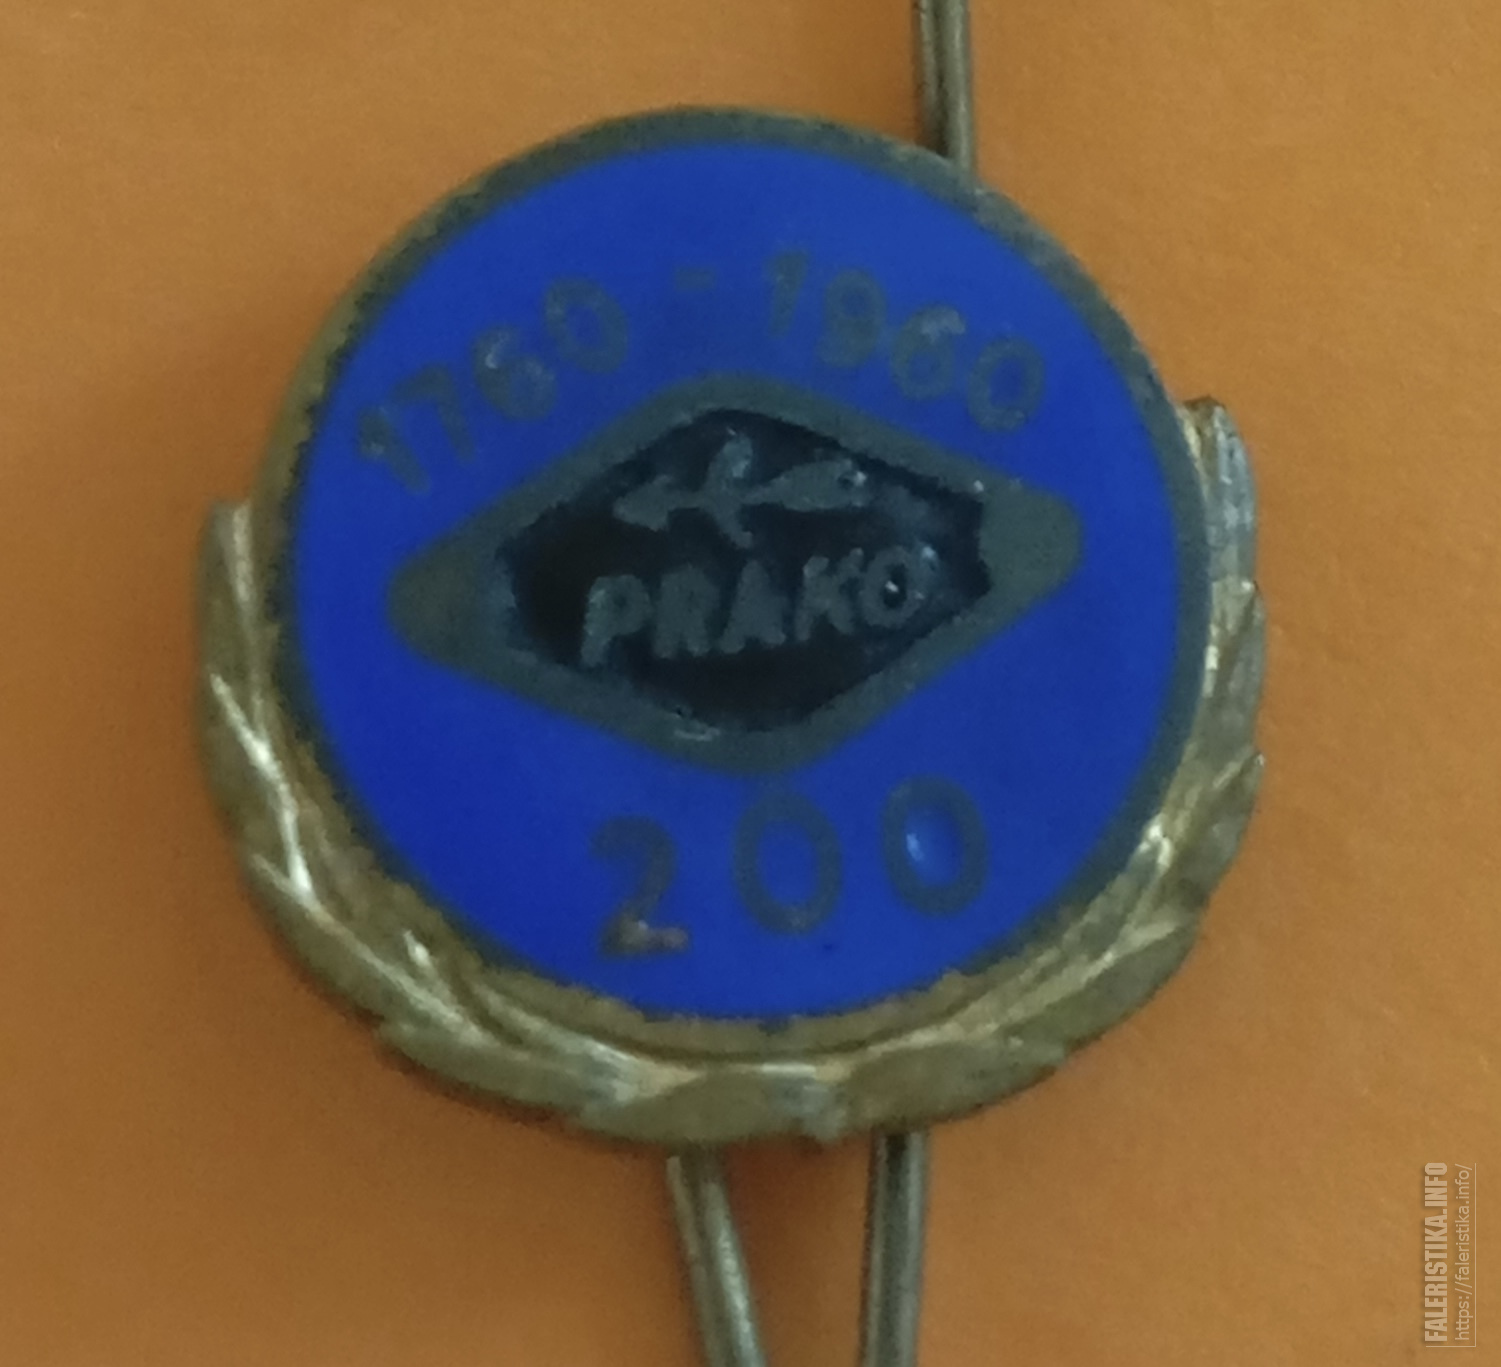 1760 - 1960
PRAKO
200
FALERISTIKA.INFO
https://faleristika.info/